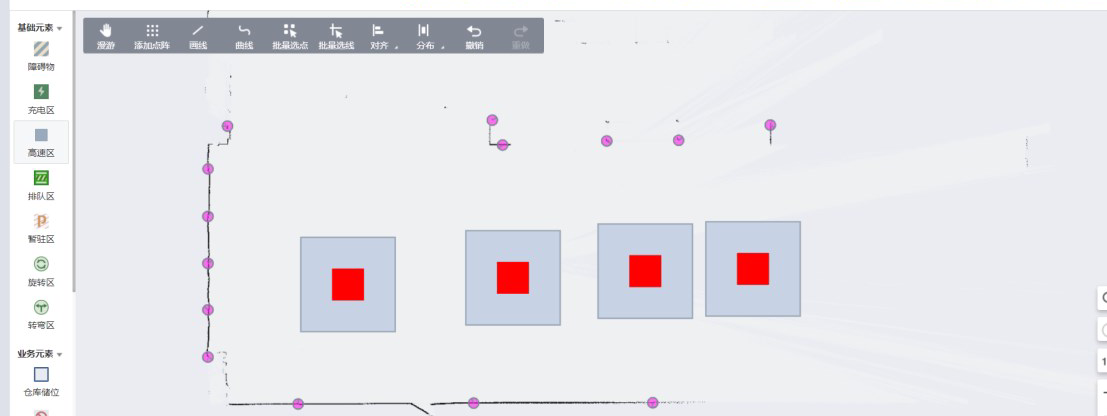 基础元素
障碍物
充电区
高速区
排队区
P
暂驻区
旋转区
转弯区
业务元素
仓库储位
漫游
添加点阵
画线
曲线
批量选点
批量选线
对齐
分布
撤销
重做